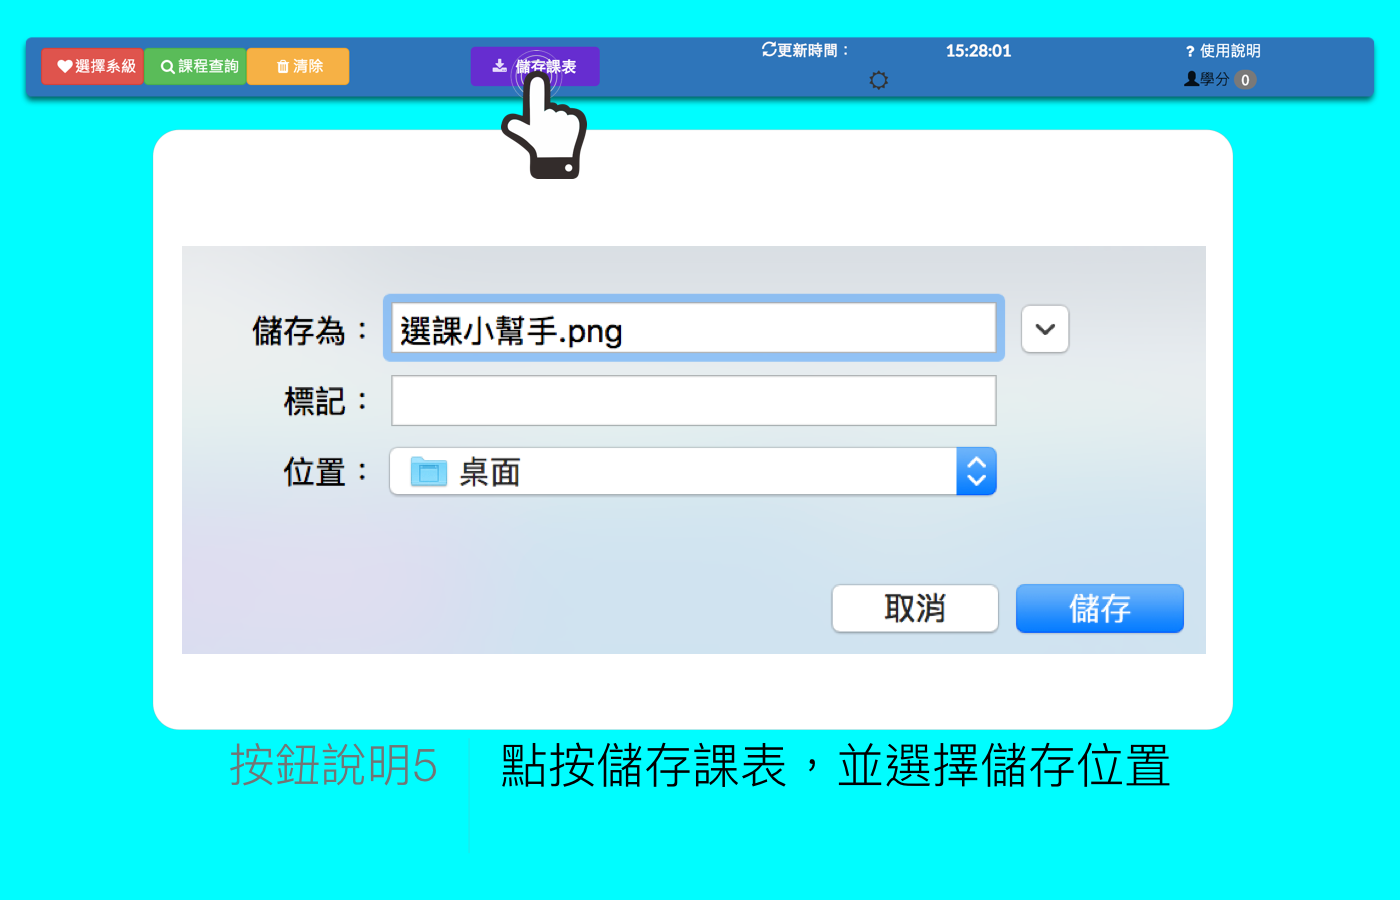 選擇系級 課程查詢 清除 儲存課表 更新時間： 15:28:01 ? 使用說明
學分 0
儲存為： 選課小幫手.png
標記：
位置： 桌面
取消 儲存
按鈕說明5 點按儲存課表，並選擇儲存位置